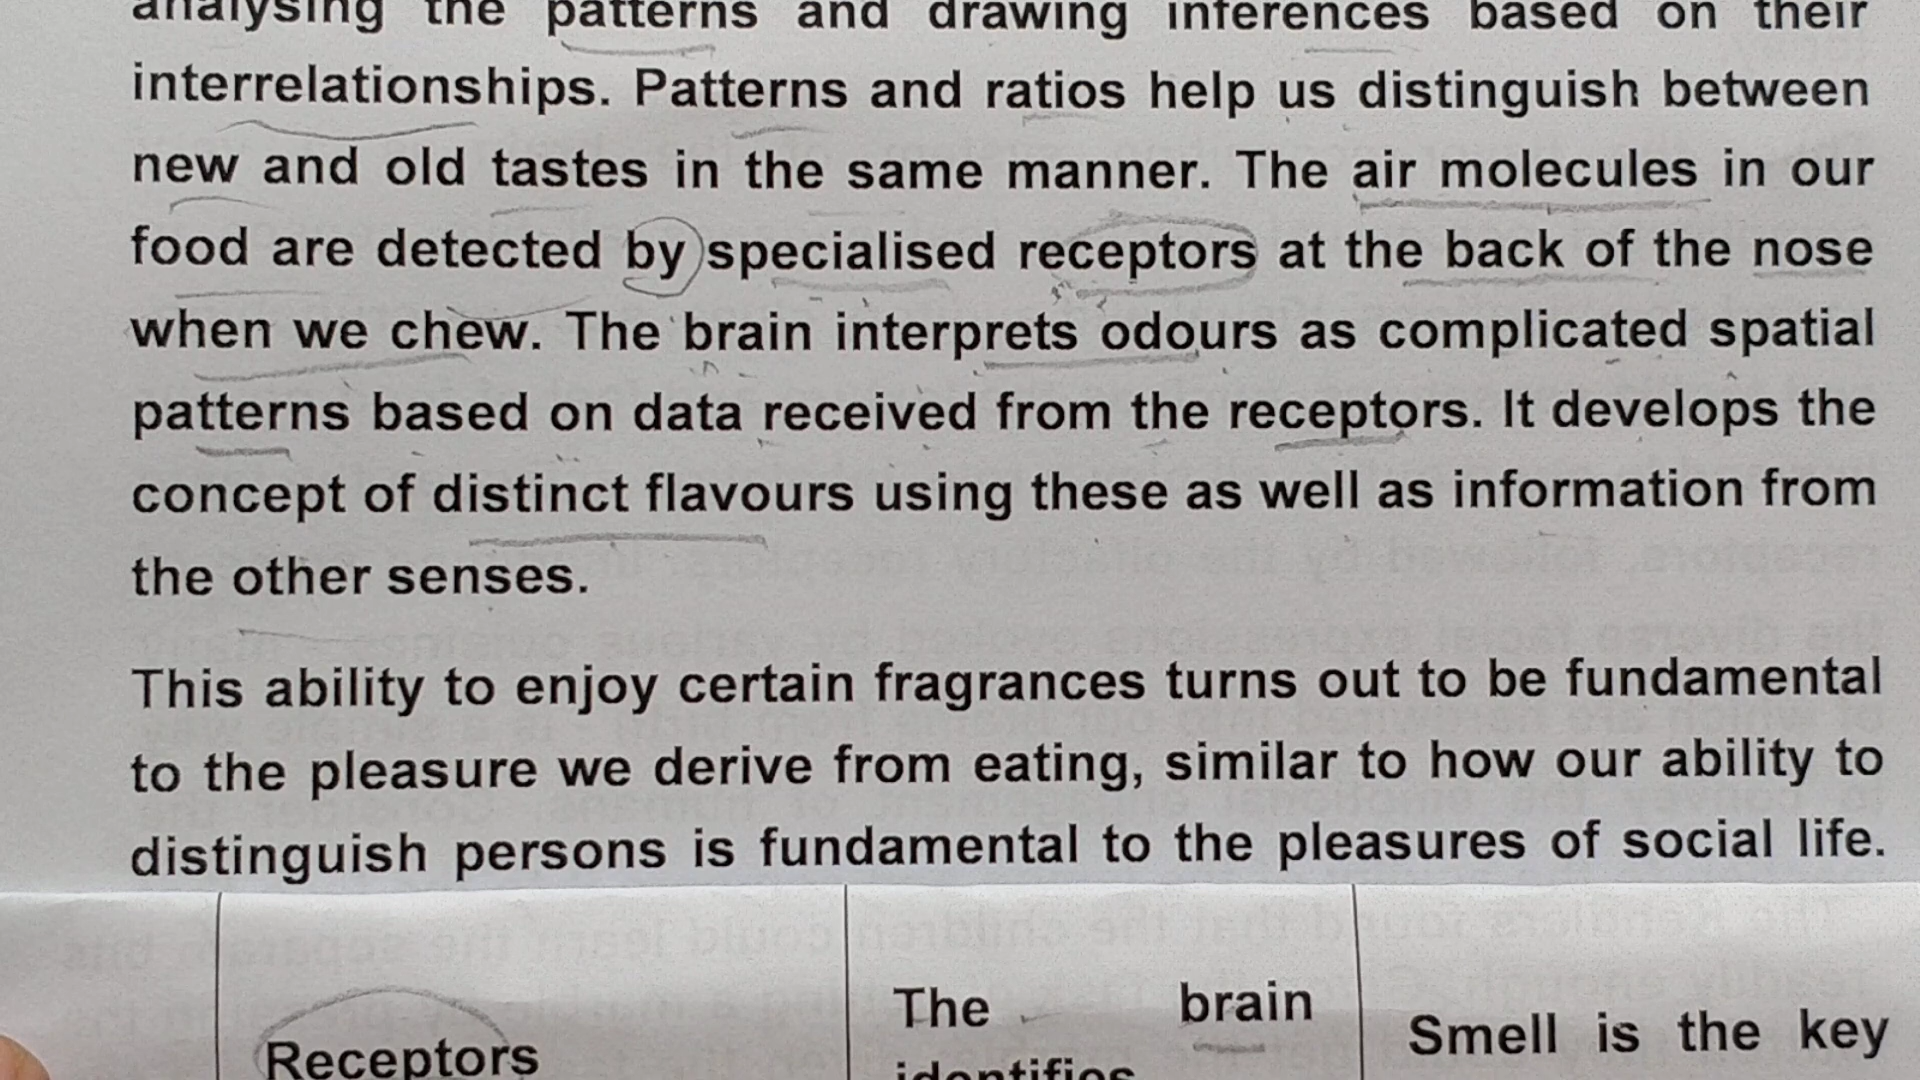 analysing the patterns and drawing inferences based on their
interrelationships. Patterns and ratios help us distinguish between
new and old tastes in the same manner. The air molecules in our
food are detected by specialised receptors at the back of the nose
when we chew. The brain interprets odours as complicated spatial
patterns based on data received from the receptors. It develops the
concept of distinct flavours using these as well as information from
the other senses.
This ability to enjoy certain fragrances turns out to be fundamental
to the pleasure we derive from eating, similar to how our ability to
distinguish persons is fundamental to the pleasures of social life.
Receptors
The brain
identifies
Smell is the key